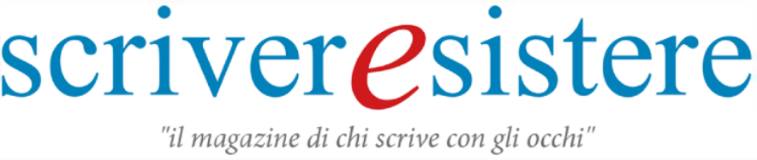 scriveresistere
"il magazine di chi scrive con gli occhi"